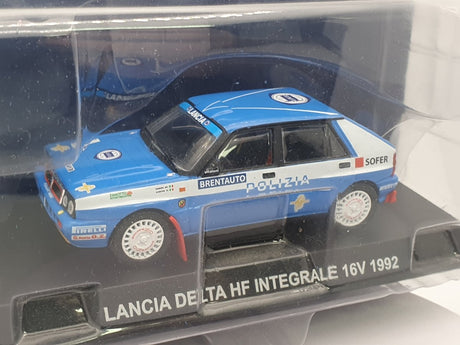 LANCIA
BRENTAUTO
POLIZIA
SOFER
PIRELLI
LANCIA DELTA HF INTEGRALE 16V 1992